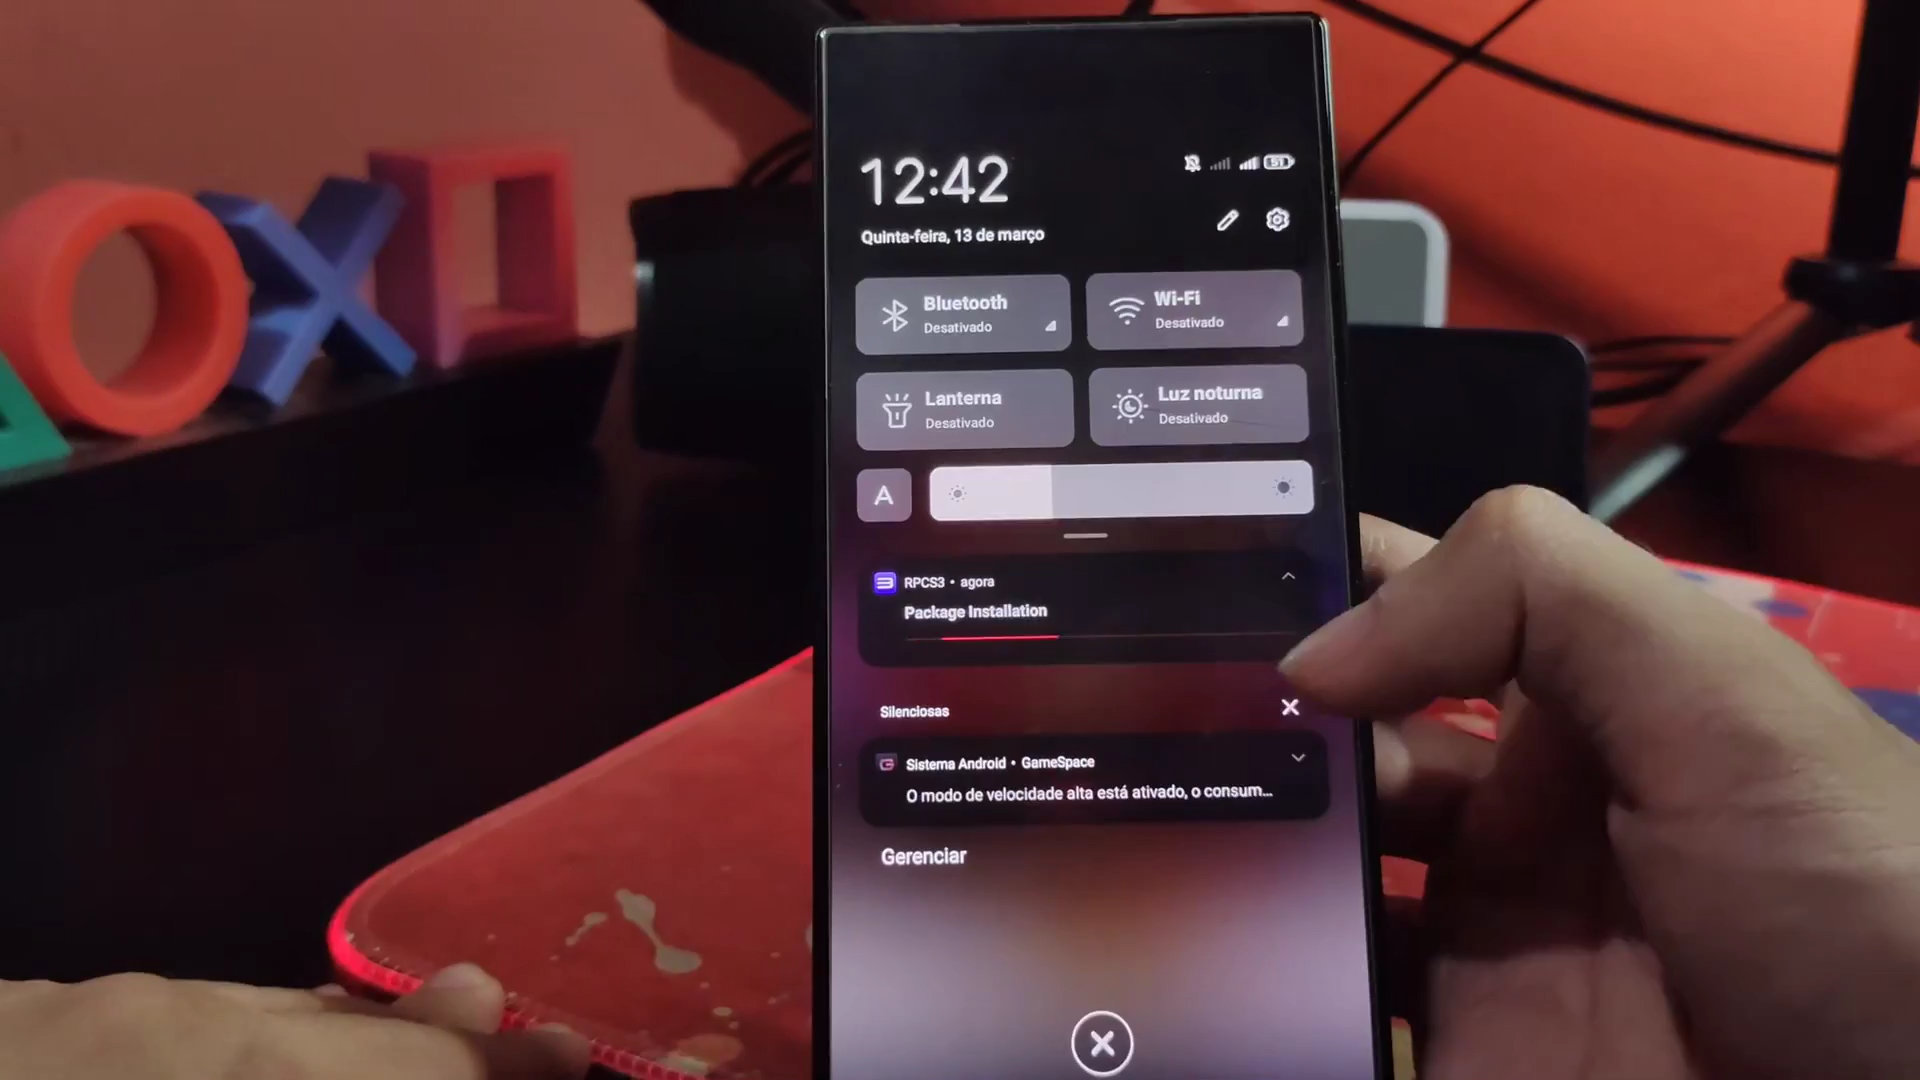 12:42
51
Quinta-feira, 13 de março
Bluetooth
Desativado
Wi-Fi
Desativado
Lanterna
Desativado
Luz noturna
Desativado
A
RPCS3 • agora
Package Installation
Silenciosas
Sistema Android • GameSpace
O modo de velocidade alta está ativado, o consum...
Gerenciar